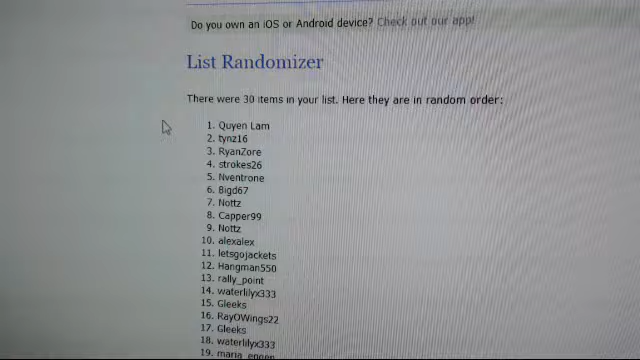 Do you own an iOS or Android device? Check out our app!
List Randomizer
There were 30 items in your list. Here they are in random order:
1. Quyen Lam
2. tynz16
3. RyanZore
4. strokes26
5. Nventrone
6. Bigd67
7. Nottz
8. Capper99
9. Nottz
10. alexalex
11. letsgojackets
12. Hangman550
13. rally_point
14. waterlilyx333
15. Gleeks
16. RayOWings22
17. Gleeks
18. waterlilyx333
19.